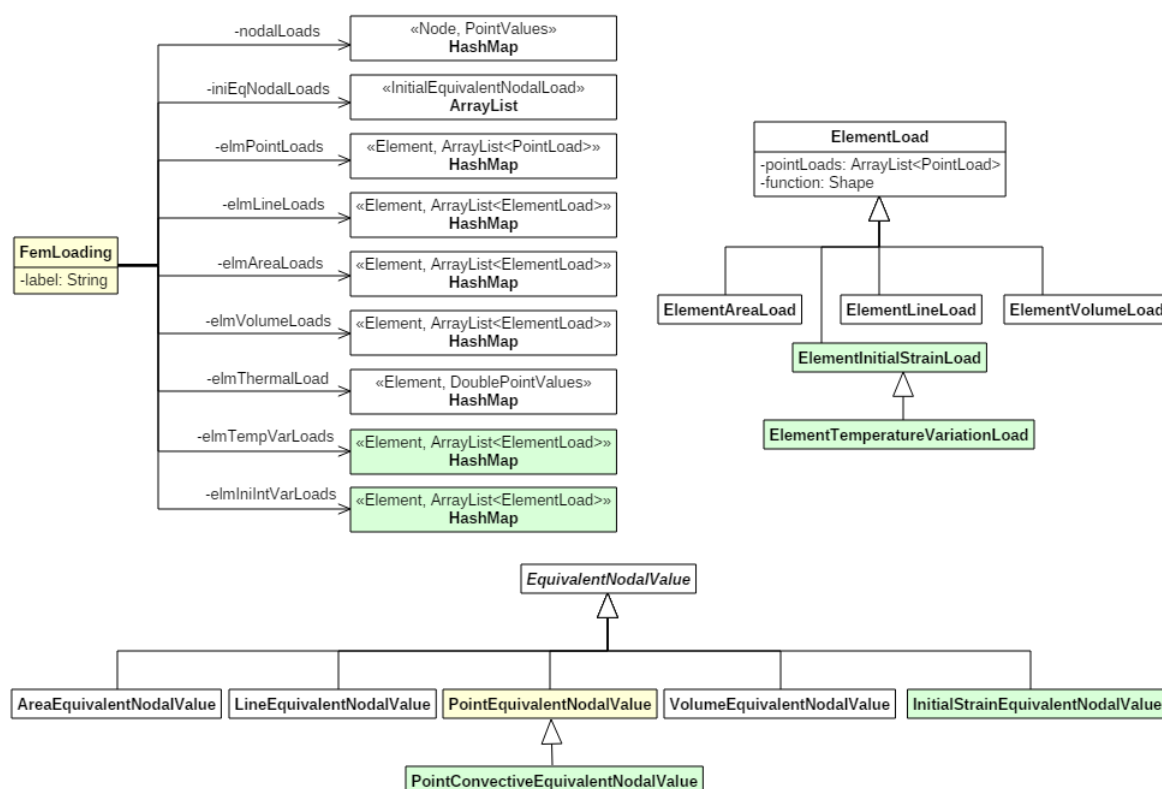 -nodalLoads
«Node, PointValues»
HashMap
-iniEqNodalLoads
«InitialEquivalentNodalLoad»
ArrayList
-elmPointLoads
«Element, ArrayList<PointLoad>»
HashMap
-elmLineLoads
«Element, ArrayList<ElementLoad>»
HashMap
FemLoading
-label: String
-elmAreaLoads
«Element, ArrayList<ElementLoad>»
HashMap
-elmVolumeLoads
«Element, ArrayList<ElementLoad>»
HashMap
-elmThermalLoad
«Element, DoublePointValues»
HashMap
-elmTempVarLoads
«Element, ArrayList<ElementLoad>»
HashMap
-elmIniIntVarLoads
«Element, ArrayList<ElementLoad>»
HashMap
ElementLoad
-pointLoads: ArrayList<PointLoad>
-function: Shape
ElementAreaLoad
ElementLineLoad
ElementVolumeLoad
ElementInitialStrainLoad
ElementTemperatureVariationLoad
EquivalentNodalValue
AreaEquivalentNodalValue
LineEquivalentNodalValue
PointEquivalentNodalValue
VolumeEquivalentNodalValue
InitialStrainEquivalentNodalValue
PointConvectiveEquivalentNodalValue